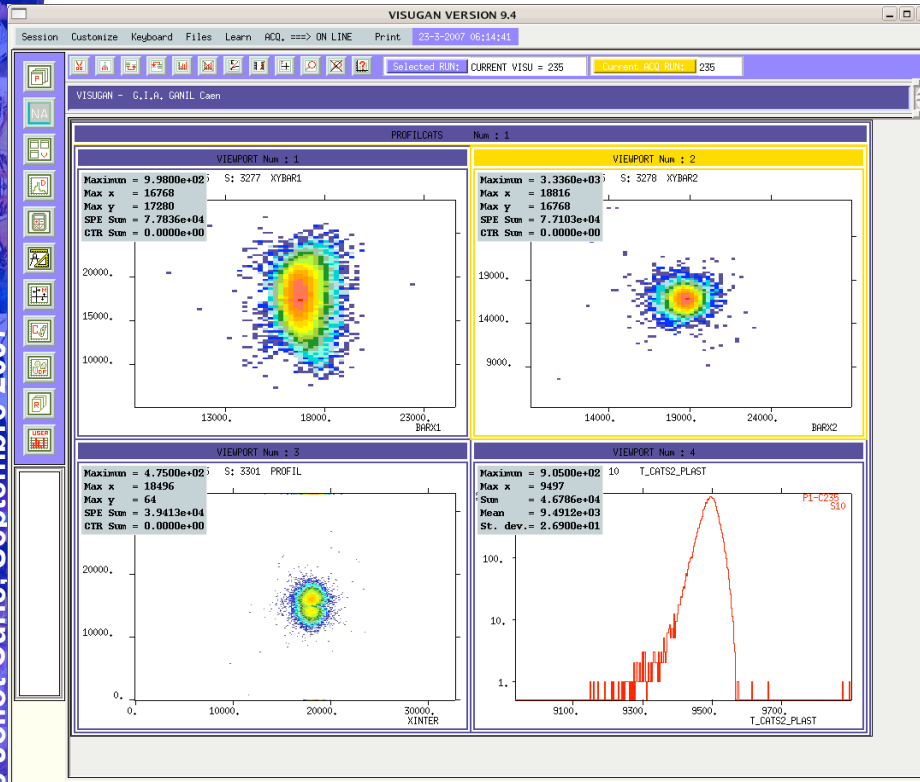 VISUGAN VERSION 9.4
Session Customize Keyboard Files Learn ACQ. ===> ON LINE Print 23-3-2007 06:14:41
Selected RUN: CURRENT VISU = 235 Current ACQ RUN: 235
VISUGAN - G.I.A. GANIL Caen
NA
USER
PROFILCATS Num : 1
VIEWPORT Num : 1
S: 3277 XYBAR1
Maximun = 9.9800e+02
Max x = 16768
Max y = 17280
SPE Sum = 7.7836e+04
CTR Sum = 0.0000e+00
20000.
15000.
10000.
13000. 18000. 23000.
BARX1
VIEWPORT Num : 2
S: 3278 XYBAR2
Maximun = 3.3360e+03
Max x = 18816
Max y = 16768
SPE Sum = 7.7103e+04
CTR Sum = 0.0000e+00
19000.
14000.
9000.
14000. 19000. 24000.
BARX2
VIEWPORT Num : 3
S: 3301 PROFIL
Maximun = 4.7500e+02
Max x = 18496
Max y = 64
SPE Sum = 3.9413e+04
CTR Sum = 0.0000e+00
20000.
10000.
0.
0. 10000. 20000. 30000.
XINTER
VIEWPORT Num : 4
10 T_CATS2_PLAST
Maximun = 9.0500e+02
Max x = 9497
Sum = 4.6786e+04
Mean = 9.4912e+03
St. dev.= 2.6900e+01
P1-C235
S10
100.
10.
1.
9100. 9300. 9500. 9700.
T_CATS2_PLAST